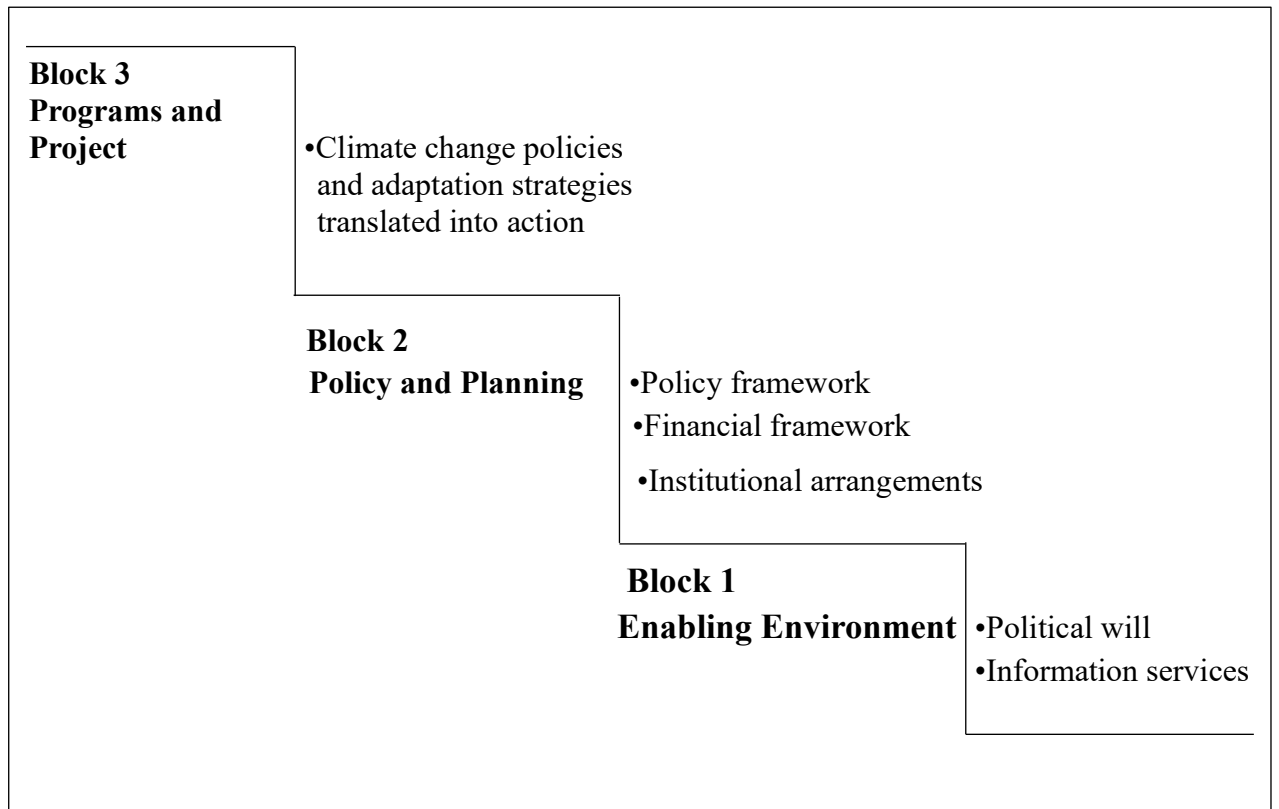 Block 3
Programs and
Project
•Climate change policies
and adaptation strategies
translated into action
Block 2
Policy and Planning
•Policy framework
•Financial framework
•Institutional arrangements
Block 1
Enabling Environment
•Political will
•Information services